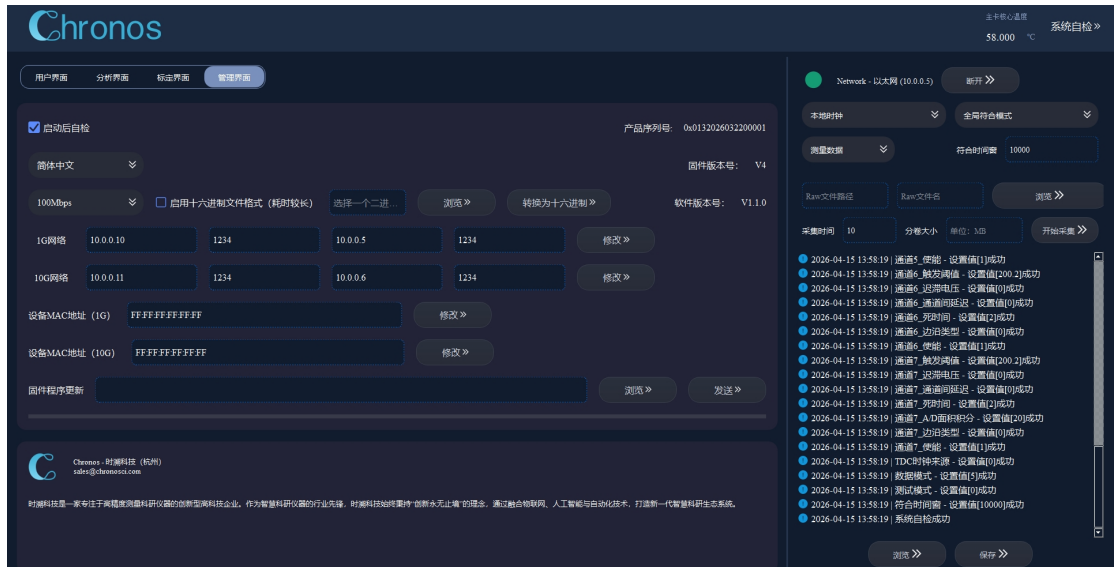 Chronos
主卡核心温度
58.000 ℃
系统自检»
用户界面 分析界面 标定界面 管理界面
启动后自检
产品序列号: 0x0132026032200001
简体中文
固件版本号: V4
100Mbps 启用十六进制文件格式（耗时较长） 选择一个二进... 浏览» 转换为十六进制»
软件版本号: V1.1.0
1G网络 10.0.0.10 1234 10.0.0.5 1234 修改»
10G网络 10.0.0.11 1234 10.0.0.6 1234 修改»
设备MAC地址（1G） FF:FF:FF:FF:FF:FF 修改»
设备MAC地址（10G） FF:FF:FF:FF:FF:FF 修改»
固件程序更新 浏览» 发送»
Chronos - 时溯科技（杭州）
sales@chronosci.com
时溯科技是一家专注于高精度测量科研仪器的创新型高科技企业。作为智慧科研仪器的行业先锋，时溯科技始终秉持“创新永无止境”的理念，通过融合物联网、人工智能与自动化技术，打造新一代智慧科研生态系统。
Network - 以太网 (10.0.0.5) 断开»
本地时钟 全局符合模式
测量数据 符合时间窗 10000
Raw文件路径 Raw文件名 浏览»
采集时间 10 分卷大小 单位：MB 开始采集»
2026-04-15 13:58:19 | 通道5_使能 - 设置值[1]成功
2026-04-15 13:58:19 | 通道6_触发阈值 - 设置值[200.2]成功
2026-04-15 13:58:19 | 通道6_迟滞电压 - 设置值[0]成功
2026-04-15 13:58:19 | 通道6_通道间延迟 - 设置值[0]成功
2026-04-15 13:58:19 | 通道6_死时间 - 设置值[2]成功
2026-04-15 13:58:19 | 通道6_边沿类型 - 设置值[0]成功
2026-04-15 13:58:19 | 通道6_使能 - 设置值[1]成功
2026-04-15 13:58:19 | 通道7_触发阈值 - 设置值[200.2]成功
2026-04-15 13:58:19 | 通道7_迟滞电压 - 设置值[0]成功
2026-04-15 13:58:19 | 通道7_通道间延迟 - 设置值[0]成功
2026-04-15 13:58:19 | 通道7_死时间 - 设置值[2]成功
2026-04-15 13:58:19 | 通道7_A/D面积积分 - 设置值[20]成功
2026-04-15 13:58:19 | 通道7_边沿类型 - 设置值[0]成功
2026-04-15 13:58:19 | 通道7_使能 - 设置值[1]成功
2026-04-15 13:58:19 | TDC时钟来源 - 设置值[0]成功
2026-04-15 13:58:19 | 数据模式 - 设置值[5]成功
2026-04-15 13:58:19 | 测试模式 - 设置值[0]成功
2026-04-15 13:58:19 | 符合时间窗 - 设置值[10000]成功
2026-04-15 13:58:19 | 系统自检成功
浏览» 保存»